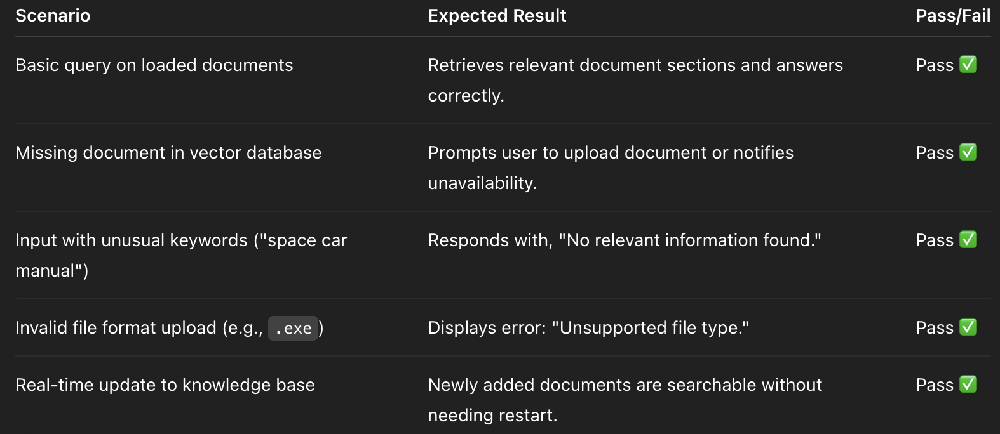 Scenario Expected Result Pass/Fail
Basic query on loaded documents Retrieves relevant document sections and answers Pass ✅
correctly.
Missing document in vector database Prompts user to upload document or notifies Pass ✅
unavailability.
Input with unusual keywords ("space car Responds with, "No relevant information found." Pass ✅
manual")
Invalid file format upload (e.g., .exe) Displays error: "Unsupported file type." Pass ✅
Real-time update to knowledge base Newly added documents are searchable without Pass ✅
needing restart.